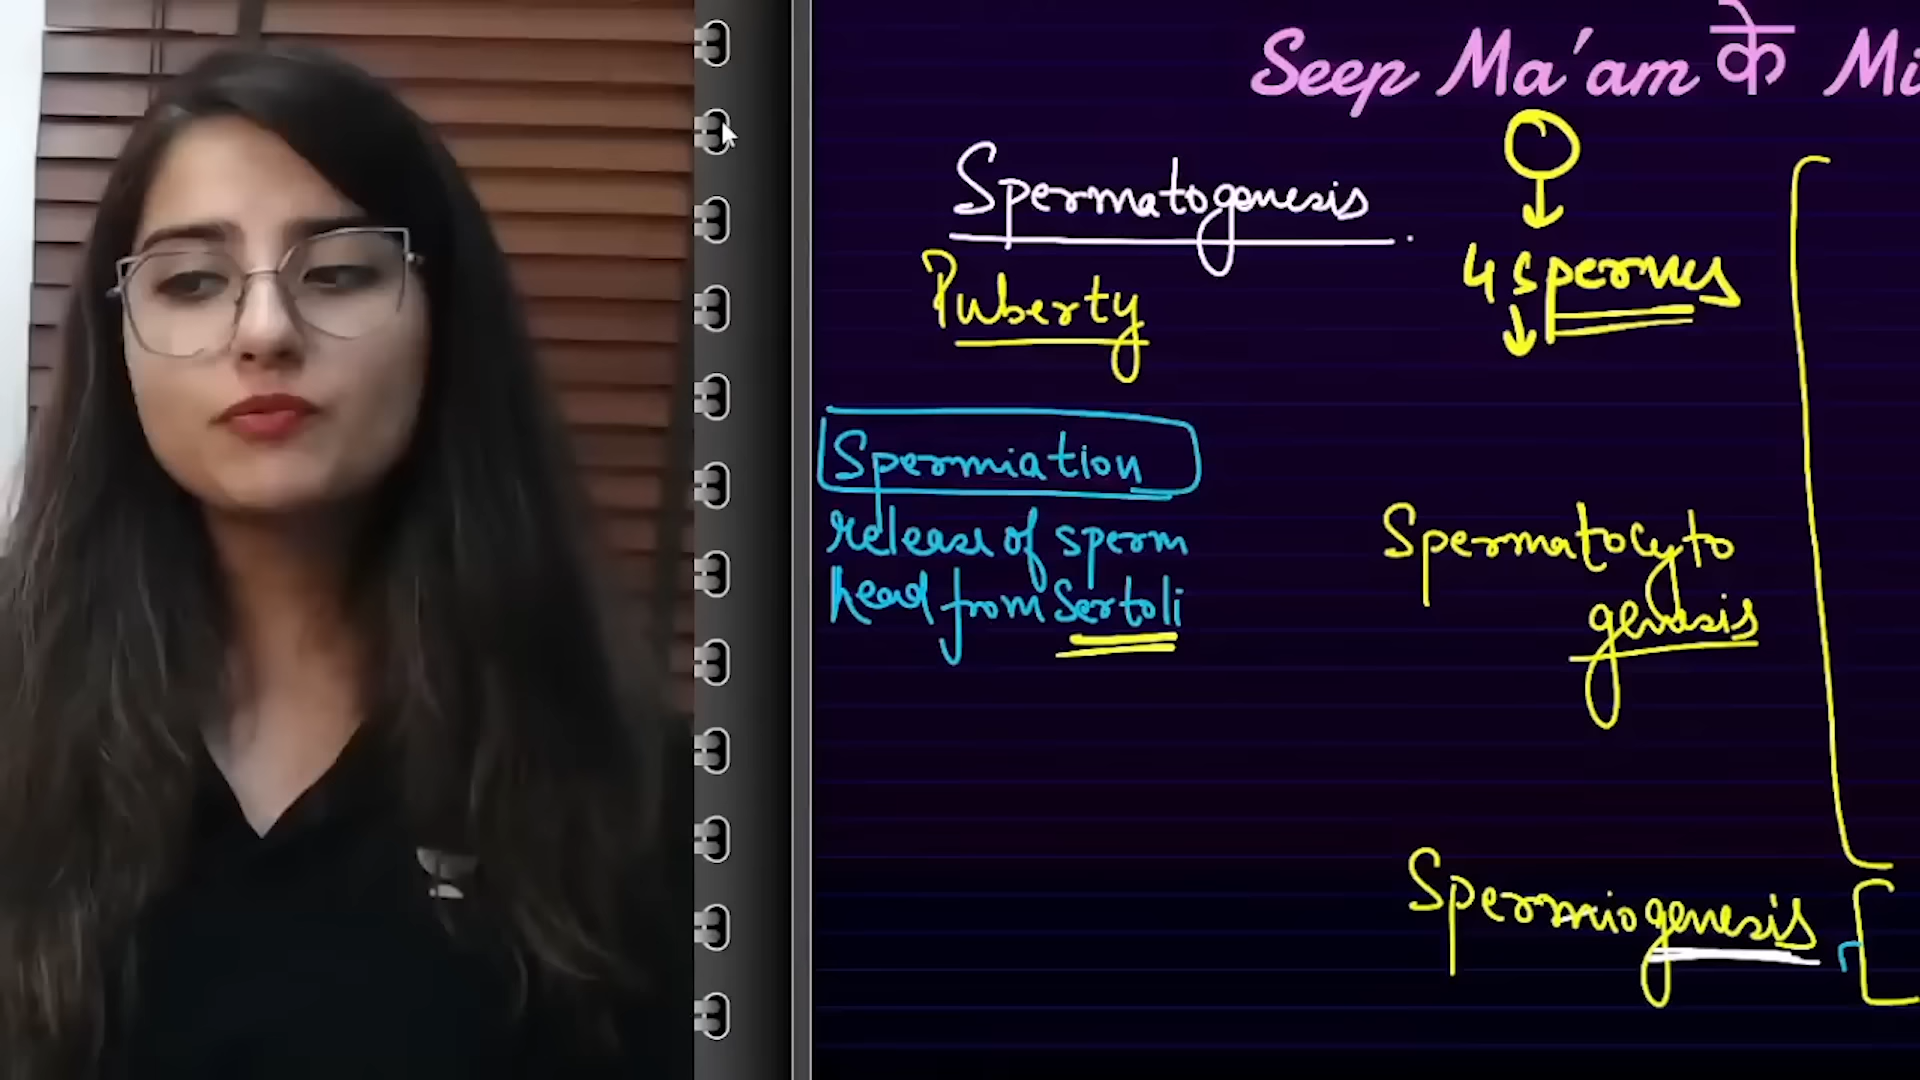 Seep Ma'am के Mi
Spermatogenesis
Puberty
4 sperms
Spermiation
release of sperm
head from Sertoli
Spermatocyto
genesis
Spermiogenesis